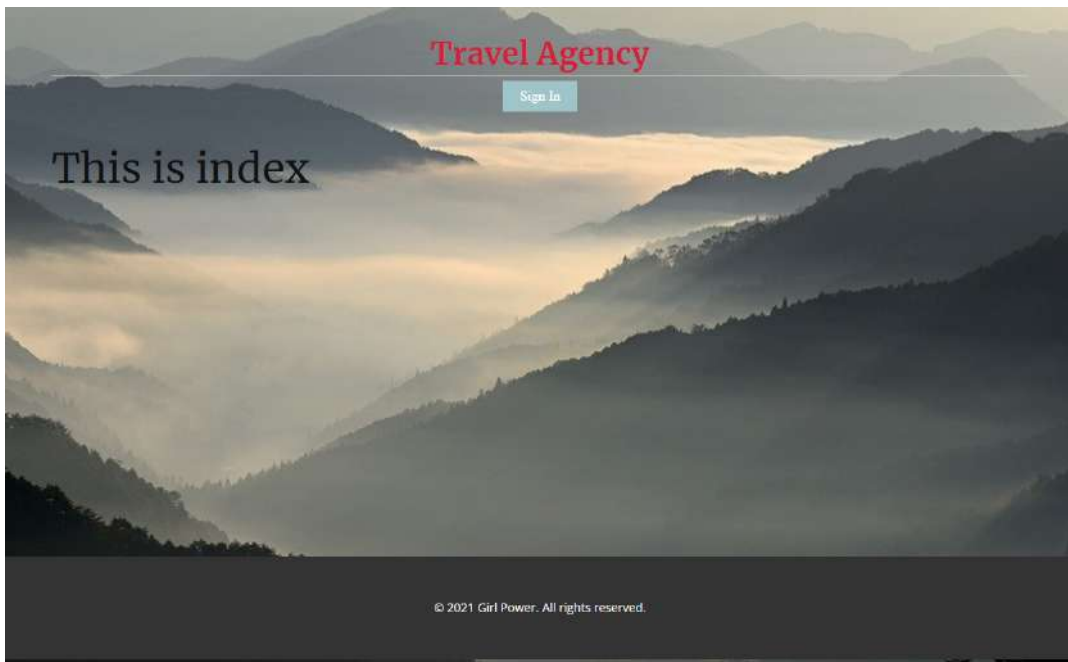 Travel Agency
Sign In
This is index
© 2021 Girl Power. All rights reserved.